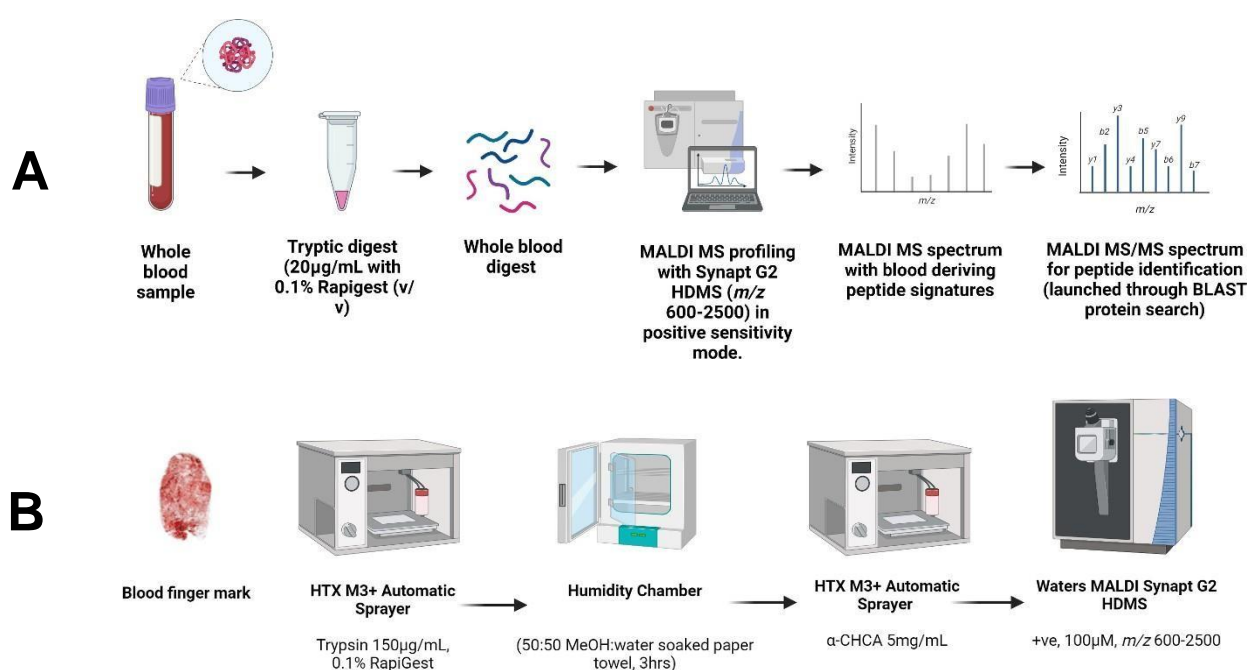 A
Whole
blood
sample
Tryptic digest
(20µg/mL with
0.1% Rapigest (v/
v)
Whole blood
digest
MALDI MS profiling
with Synapt G2
HDMS (m/z
600-2500) in
positive sensitivity
mode.
Intensity
m/z
MALDI MS spectrum
with blood deriving
peptide signatures
Intensity
y1
b2
y3
y4
b5
y7
b6
y9
b7
m/z
MALDI MS/MS spectrum
for peptide identification
(launched through BLAST
protein search)
B
Blood finger mark
HTX M3+ Automatic
Sprayer
Trypsin 150µg/mL,
0.1% RapiGest
Humidity Chamber
(50:50 MeOH:water soaked paper
towel, 3hrs)
HTX M3+ Automatic
Sprayer
α-CHCA 5mg/mL
Waters MALDI Synapt G2
HDMS
+ve, 100µM, m/z 600-2500